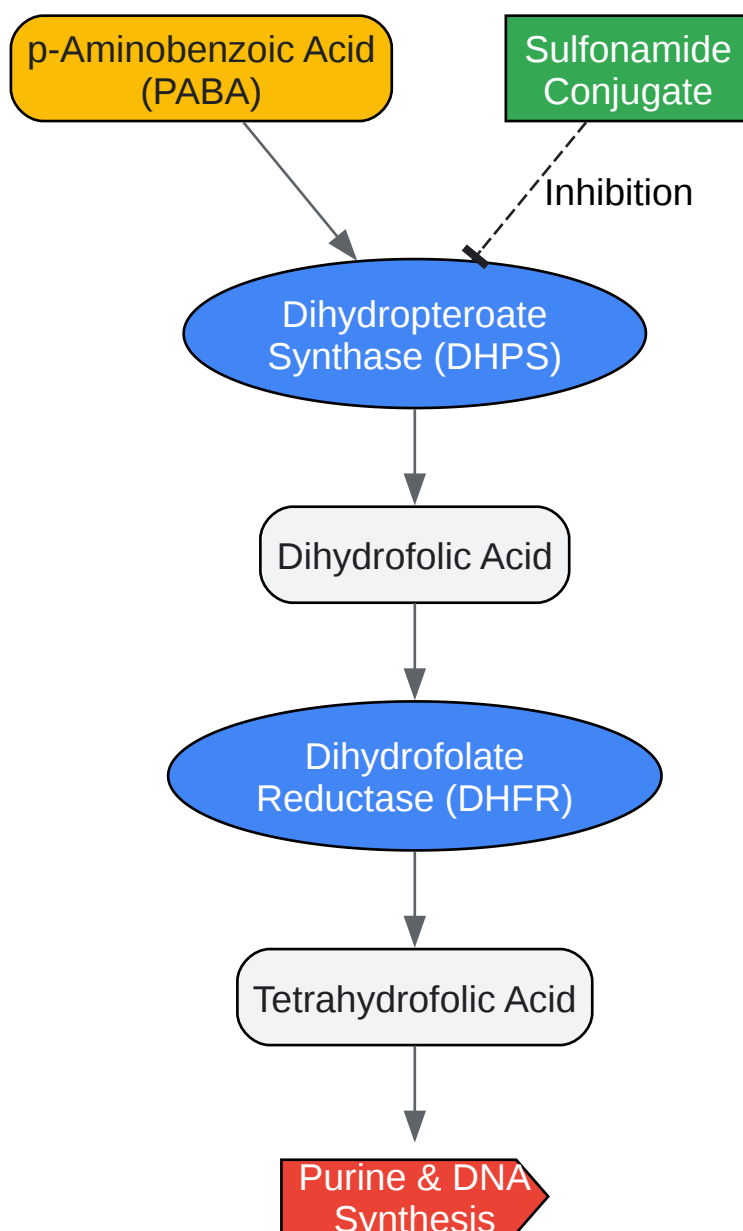 p-Aminobenzoic Acid
(PABA)
Sulfonamide
Conjugate
Inhibition
Dihydropteroate
Synthase (DHPS)
Dihydrofolic Acid
Dihydrofolate
Reductase (DHFR)
Tetrahydrofolic Acid
Purine & DNA
Synthesis